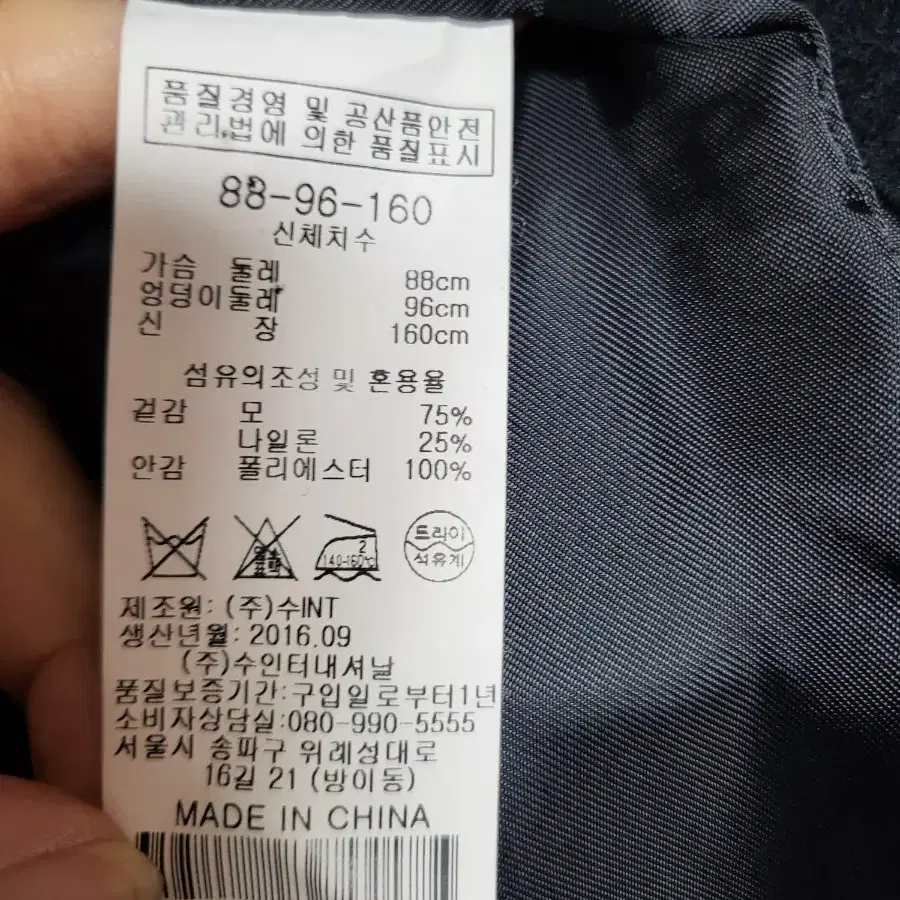 품질경영 및 공산품안전
관리법에 의한 품질표시
88-96-160
신체치수
가슴 둘레 88cm
엉덩이둘레 96cm
신 장 160cm
섬유의조성 및 혼용율
겉감 모 75%
나일론 25%
안감 폴리에스터 100%
2
140-160℃
드라이
석유계
제조원: (주)수INT
생산년월: 2016.09
(주)수인터내셔날
품질보증기간:구입일로부터1년
소비자상담실:080-990-5555
서울시 송파구 위례성대로
16길 21 (방이동)
MADE IN CHINA